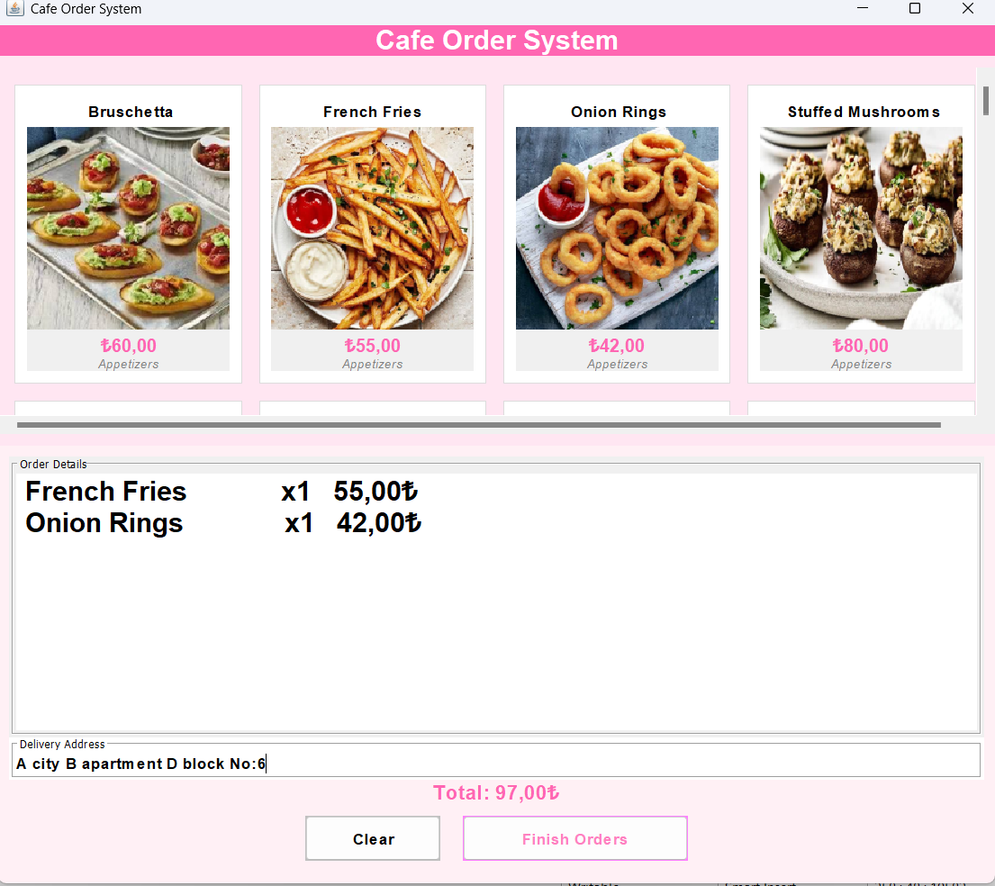 Cafe Order System
Cafe Order System
Bruschetta French Fries Onion Rings Stuffed Mushrooms
₺60,00 ₺55,00 ₺42,00 ₺80,00
Appetizers Appetizers Appetizers Appetizers
Order Details
French Fries x1 55,00₺
Onion Rings x1 42,00₺
Delivery Address
A city B apartment D block No:6
Total: 97,00₺
Clear Finish Orders